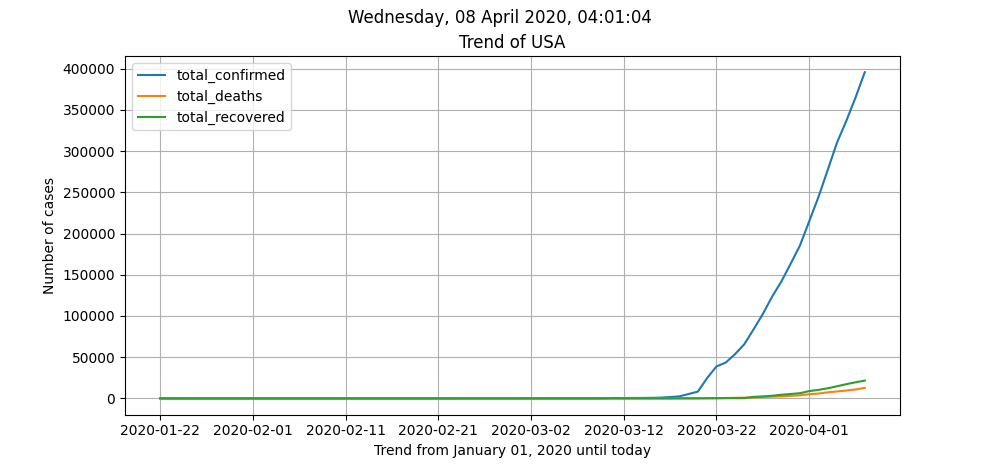 Wednesday, 08 April 2020, 04:01:04
Trend of USA
total_confirmed
total_deaths
total_recovered
Number of cases
400000
350000
300000
250000
200000
150000
100000
50000
0
2020-01-22 2020-02-01 2020-02-11 2020-02-21 2020-03-02 2020-03-12 2020-03-22 2020-04-01
Trend from January 01, 2020 until today